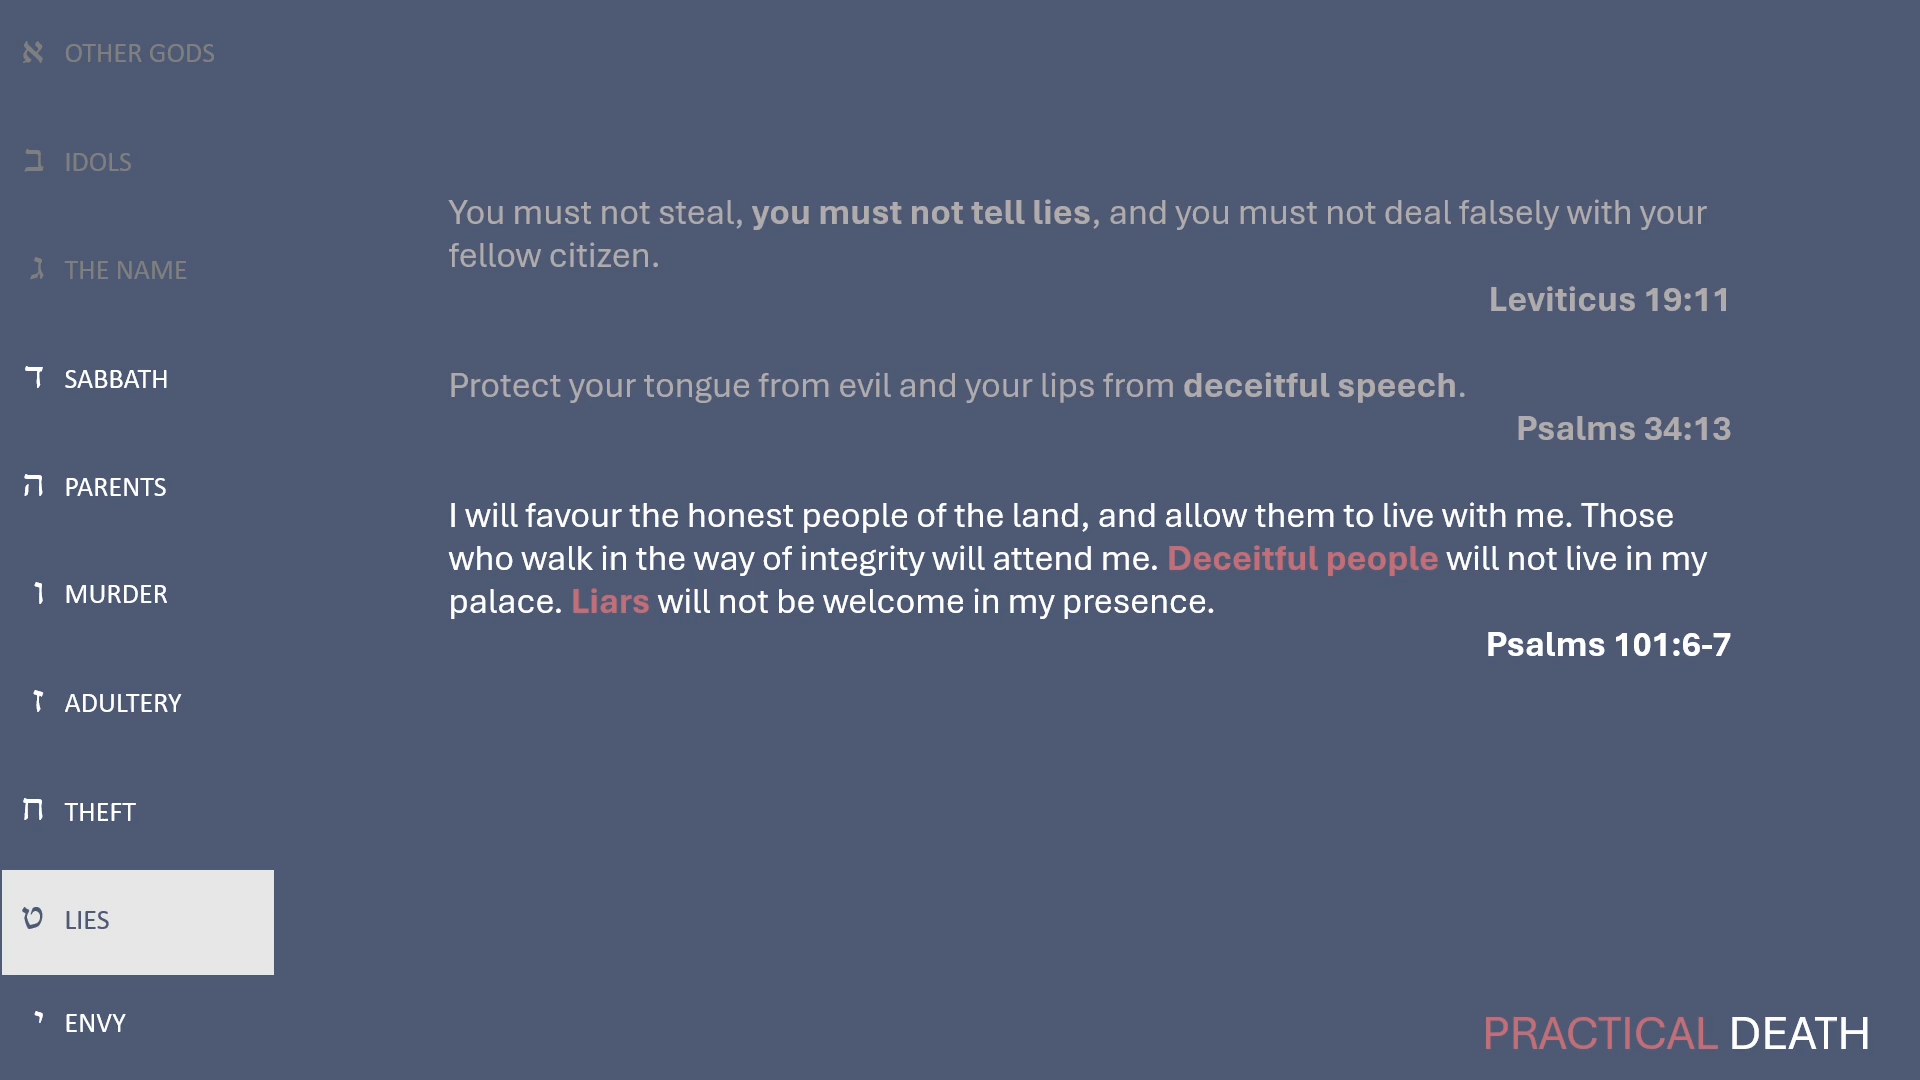 א OTHER GODS
ב IDOLS
ג THE NAME
ד SABBATH
ה PARENTS
ו MURDER
ז ADULTERY
ח THEFT
ט LIES
י ENVY
You must not steal, you must not tell lies, and you must not deal falsely with your
fellow citizen.
Leviticus 19:11
Protect your tongue from evil and your lips from deceitful speech.
Psalms 34:13
I will favour the honest people of the land, and allow them to live with me. Those
who walk in the way of integrity will attend me. Deceitful people will not live in my
palace. Liars will not be welcome in my presence.
Psalms 101:6-7
PRACTICAL DEATH